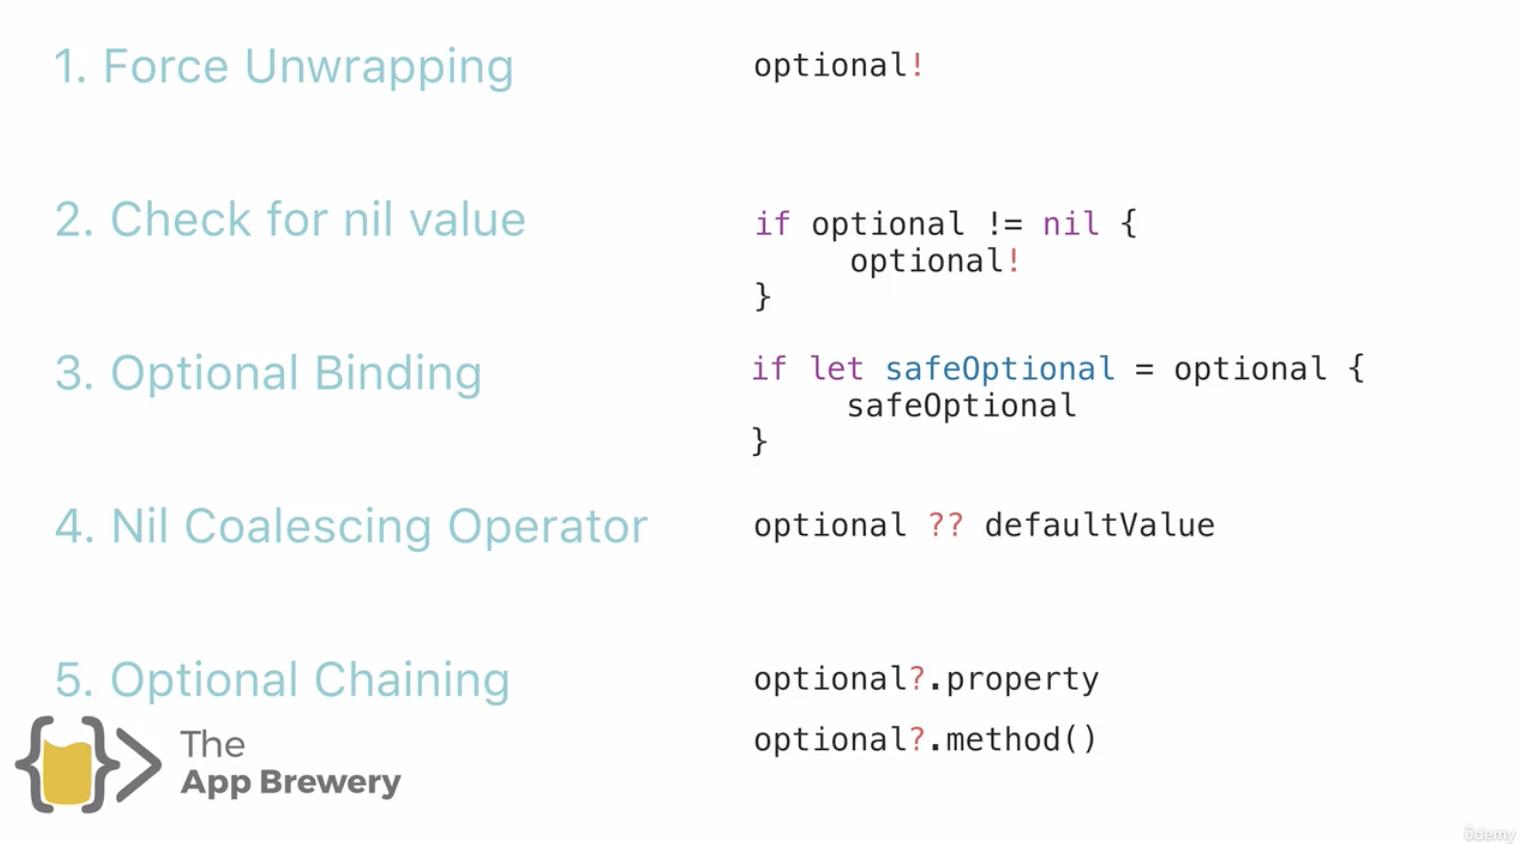 1. Force Unwrapping
optional!
2. Check for nil value
if optional != nil {
optional!
}
3. Optional Binding
if let safeOptional = optional {
safeOptional
}
4. Nil Coalescing Operator
optional ?? defaultValue
5. Optional Chaining
optional?.property
optional?.method()
The
App Brewery